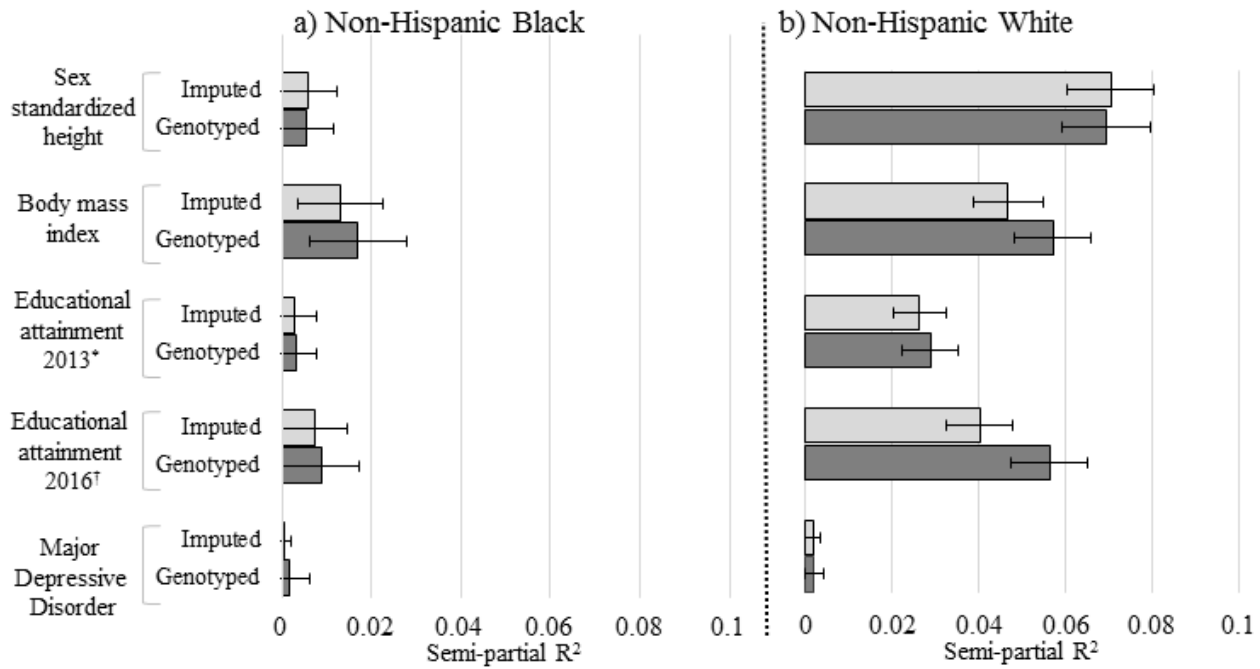 a) Non-Hispanic Black
b) Non-Hispanic White
Sex
standardized
height
Imputed
Genotyped
Body mass
index
Imputed
Genotyped
Educational
attainment
2013*
Imputed
Genotyped
Educational
attainment
2016†
Imputed
Genotyped
Major
Depressive
Disorder
Imputed
Genotyped
0 0.02 0.04 0.06 0.08 0.1
Semi-partial R²
0 0.02 0.04 0.06 0.08 0.1
Semi-partial R²